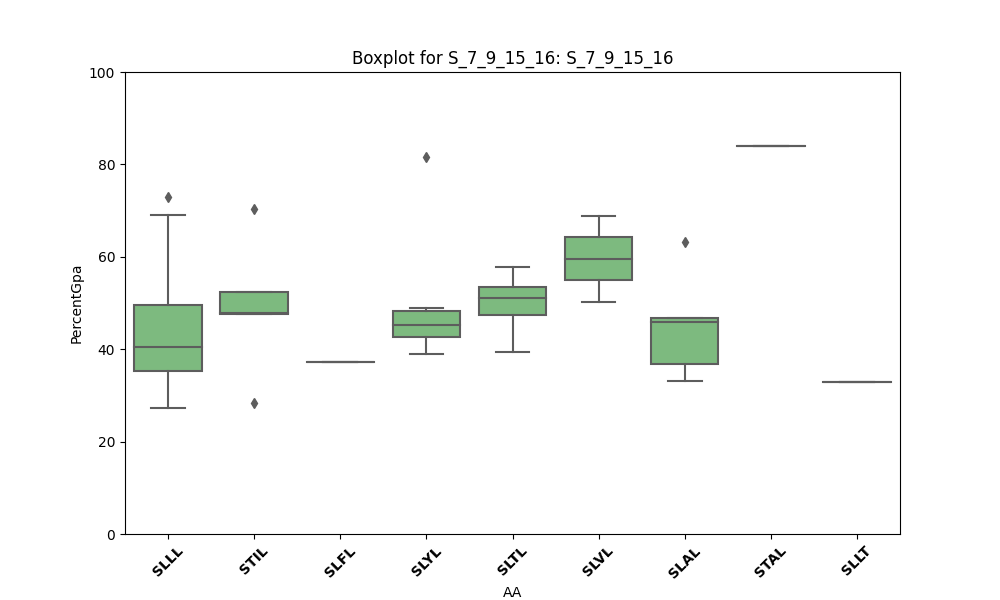 Boxplot for S_7_9_15_16: S_7_9_15_16
PercentGpa
100
80
60
40
20
0
SLLL
STIL
SLFL
SLYL
SLTL
SLVL
SLAL
STAL
SLLT
AA